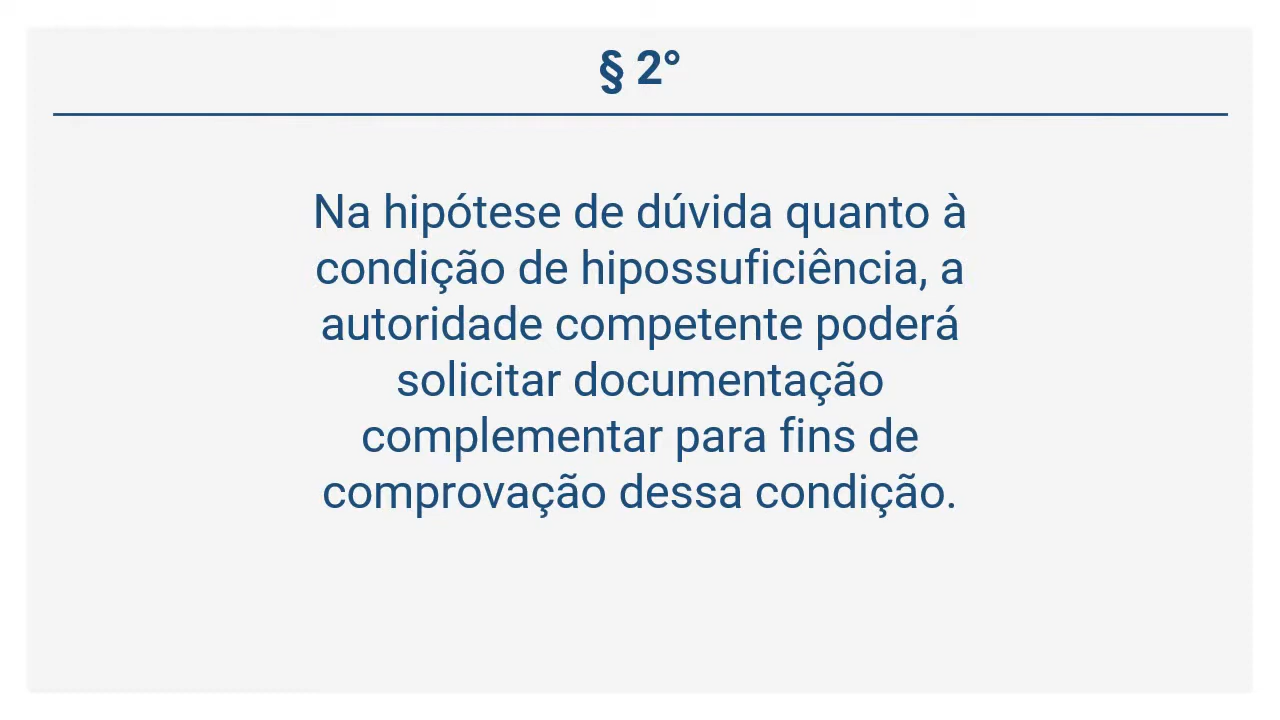 § 2°
Na hipótese de dúvida quanto à
condição de hipossuficiência, a
autoridade competente poderá
solicitar documentação
complementar para fins de
comprovação dessa condição.